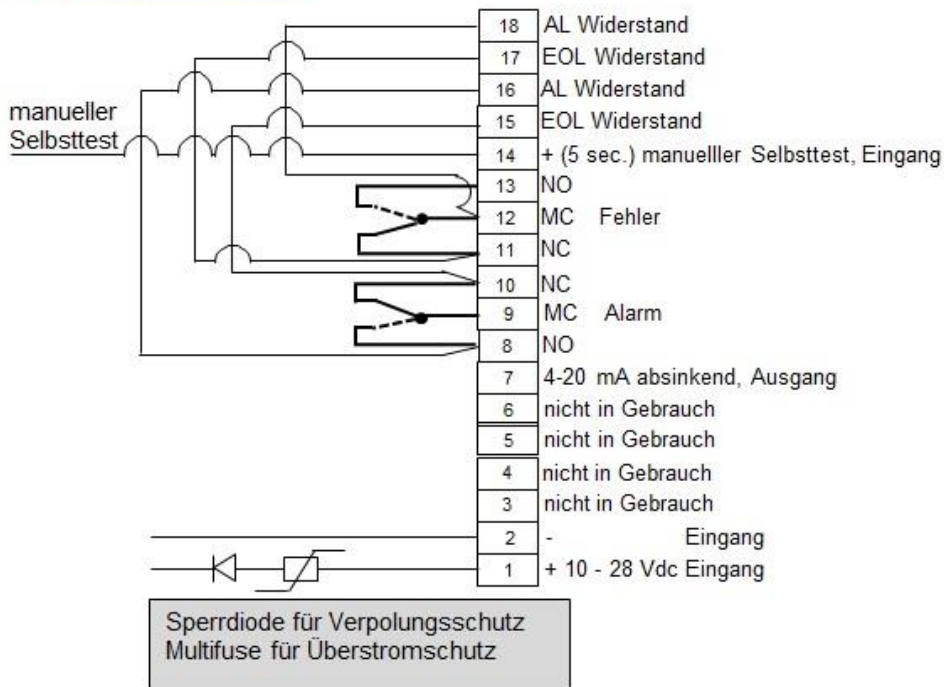 18 AL Widerstand
17 EOL Widerstand
16 AL Widerstand
15 EOL Widerstand
manueller
Selbsttest
14 + (5 sec.) manuelller Selbsttest, Eingang
13 NO
12 MC Fehler
11 NC
10 NC
9 MC Alarm
8 NO
7 4-20 mA absinkend, Ausgang
6 nicht in Gebrauch
5 nicht in Gebrauch
4 nicht in Gebrauch
3 nicht in Gebrauch
2 - Eingang
1 + 10 - 28 Vdc Eingang
Sperrdiode für Verpolungsschutz
Multifuse für Überstromschutz